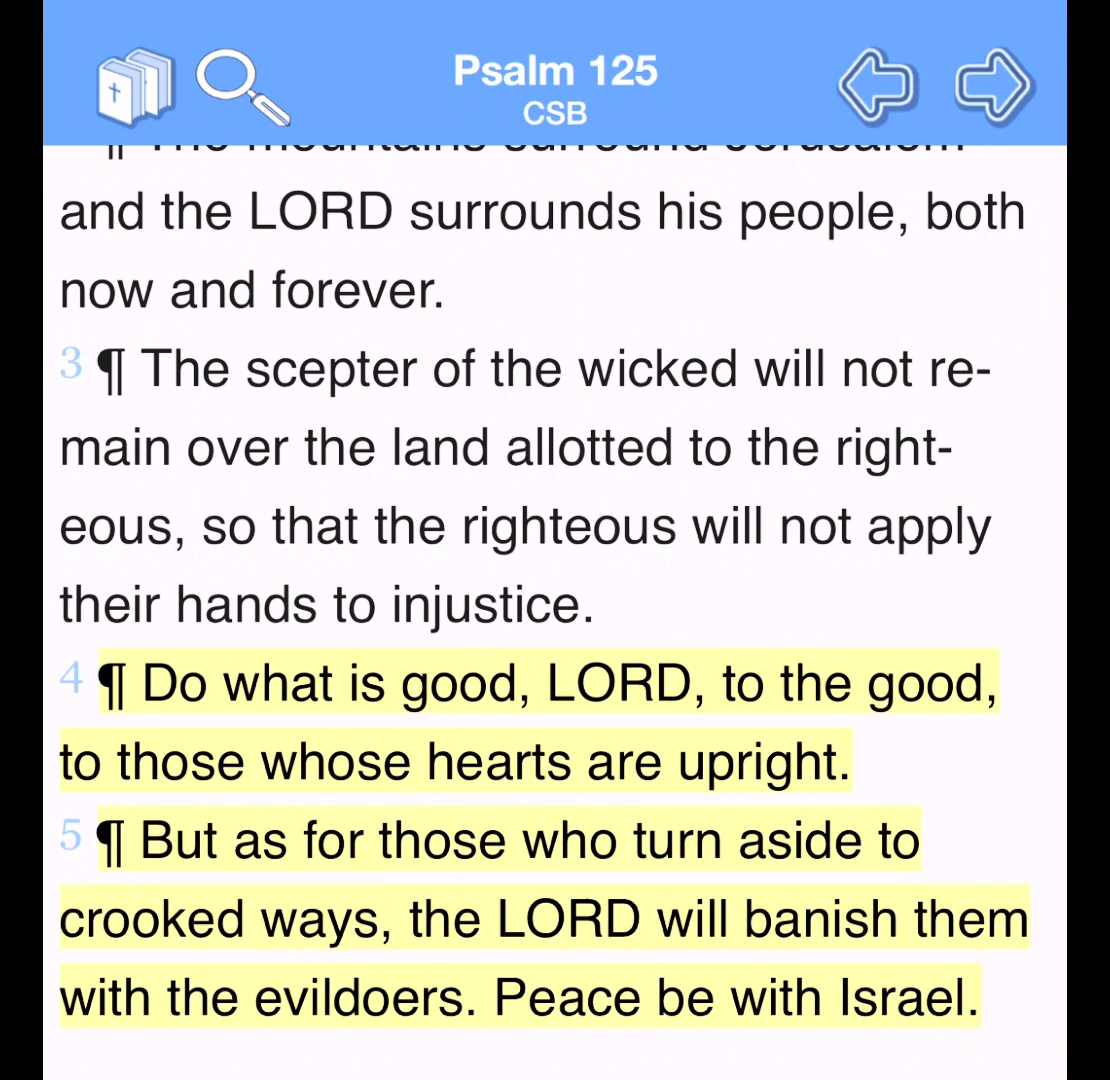 Psalm 125
CSB
¶ The mountains surround Jerusalem
and the LORD surrounds his people, both
now and forever.
3 ¶ The scepter of the wicked will not re-
main over the land allotted to the right-
eous, so that the righteous will not apply
their hands to injustice.
4 ¶ Do what is good, LORD, to the good,
to those whose hearts are upright.
5 ¶ But as for those who turn aside to
crooked ways, the LORD will banish them
with the evildoers. Peace be with Israel.